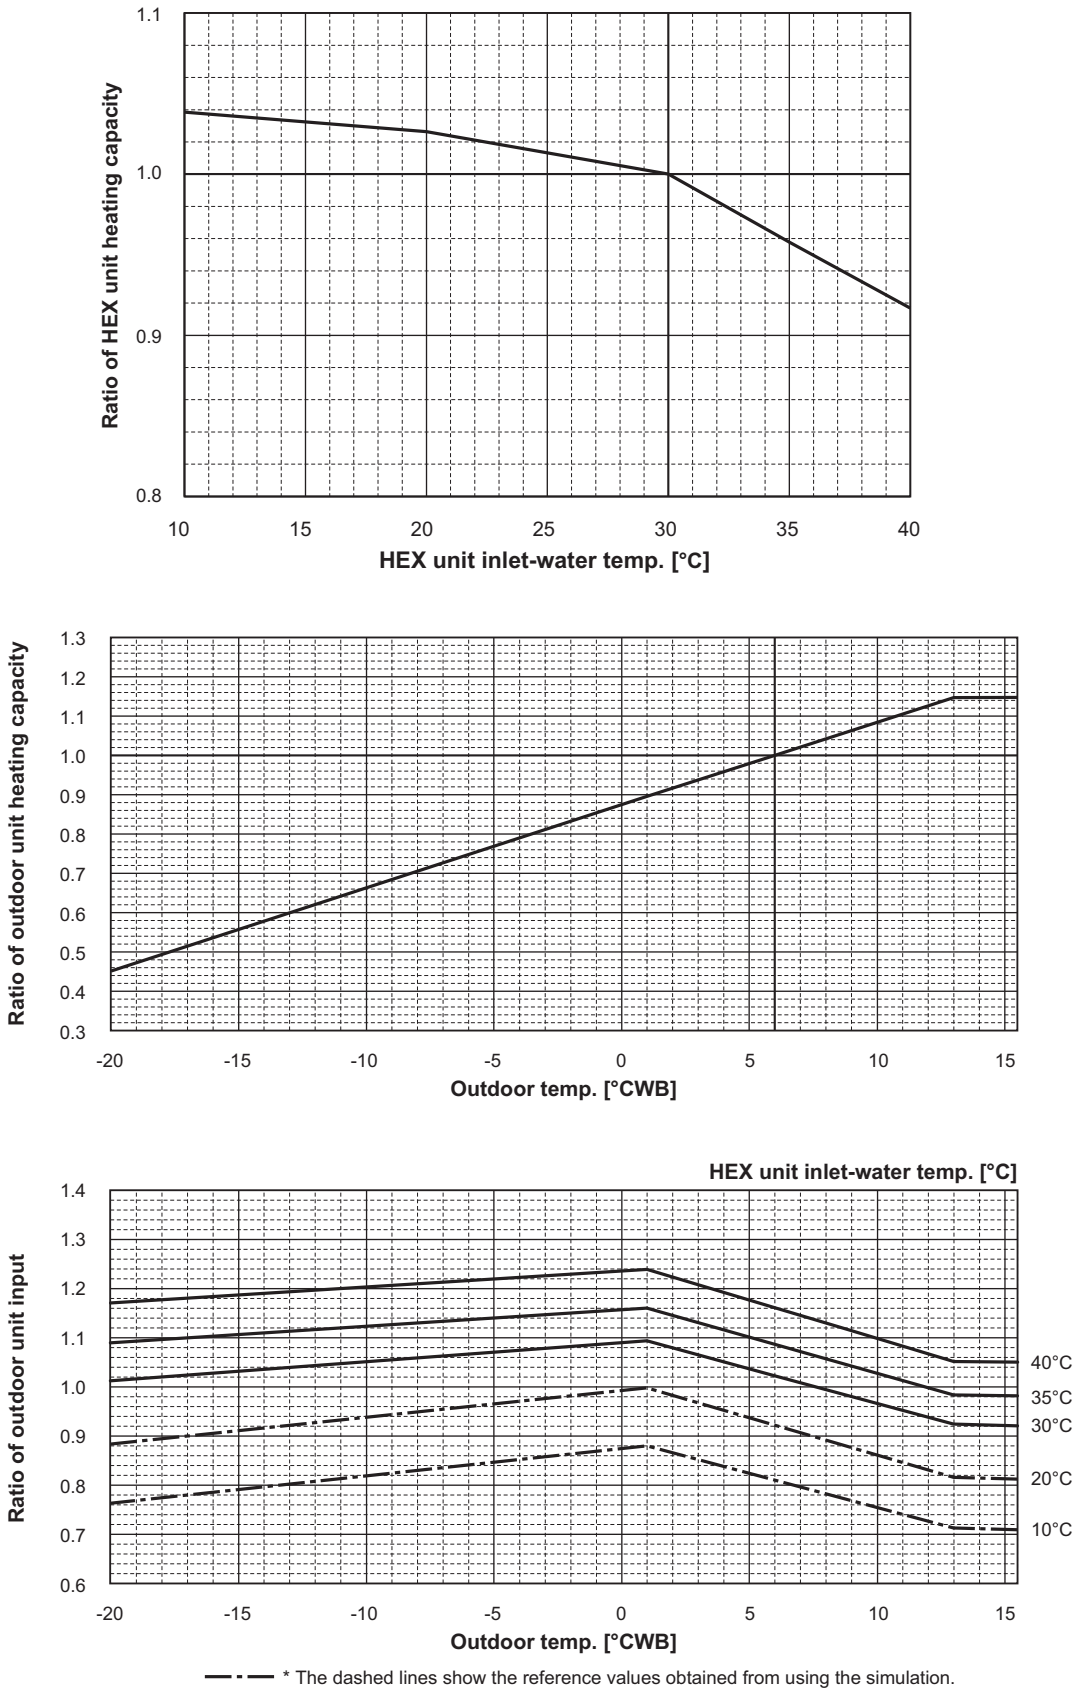 Ratio of HEX unit heating capacity
1.1
1.0
0.9
0.8
10 15 20 25 30 35 40
HEX unit inlet-water temp. [°C]
Ratio of outdoor unit heating capacity
1.3
1.2
1.1
1.0
0.9
0.8
0.7
0.6
0.5
0.4
0.3
-20 -15 -10 -5 0 5 10 15
Outdoor temp. [°CWB]
HEX unit inlet-water temp. [°C]
Ratio of outdoor unit input
1.4
1.3
1.2
1.1
1.0
0.9
0.8
0.7
0.6
40°C
35°C
30°C
20°C
10°C
-20 -15 -10 -5 0 5 10 15
Outdoor temp. [°CWB]
* The dashed lines show the reference values obtained from using the simulation.